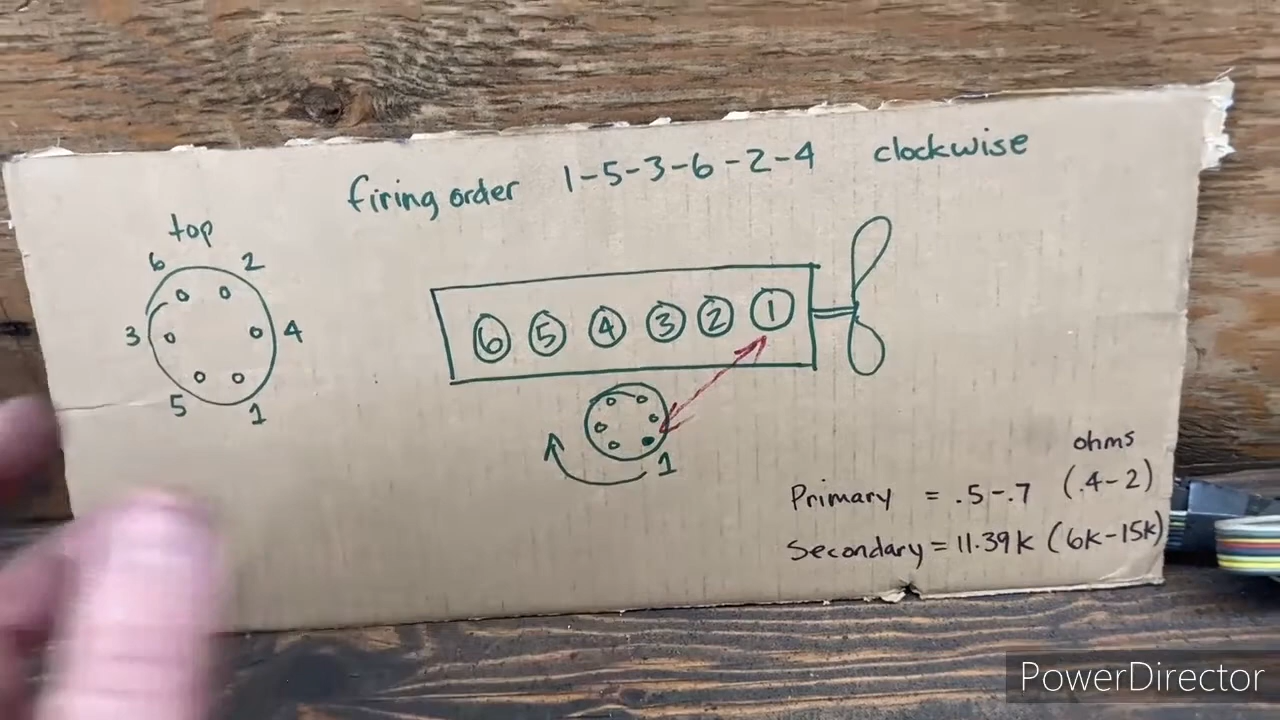 firing order 1-5-3-6-2-4 clockwise
top
6 2
3 4
5 1
6 5 4 3 2 1
1
ohms
Primary = .5-.7 (.4-2)
Secondary = 11.39K (6K-15K)
PowerDirector